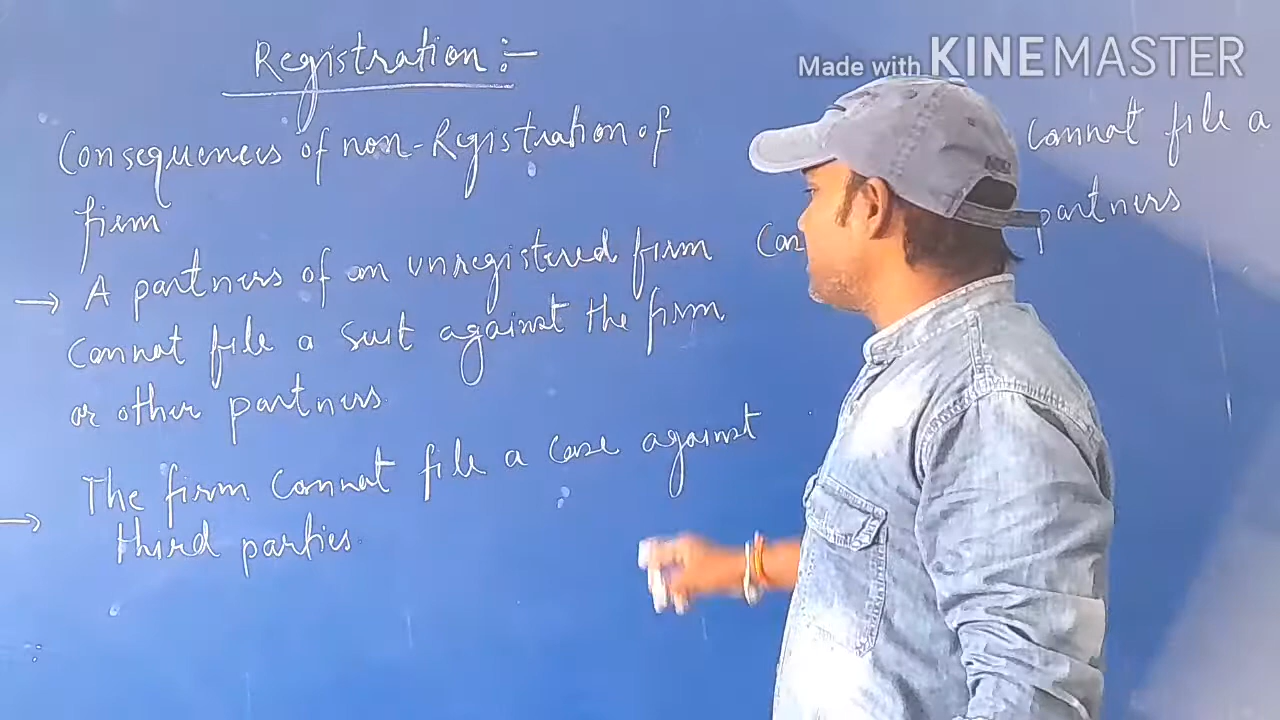 Registration :-
Consequences of non-Registration of
firm
→ A partners of an unregistered firm
cannot file a suit against the firm
or other partners.
→ The firm cannot file a case against
third parties.
Made with KINEMASTER
cannot file a
partners